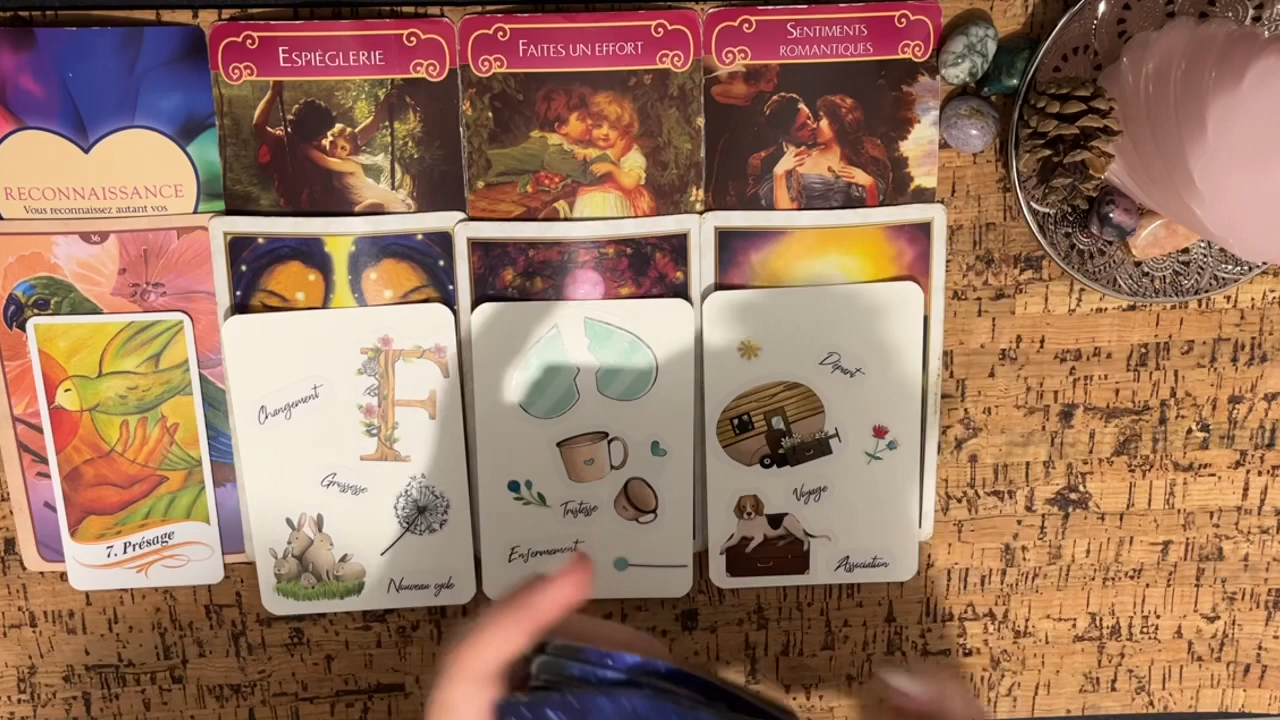 ESPIÈGLERIE
FAITES UN EFFORT
SENTIMENTS
ROMANTIQUES
RECONNAISSANCE
Vous reconnaissez autant vos
36
7. Présage
Changement
F
Grossesse
Nouveau cycle
Tristesse
Enfermement
Départ
Voyage
Association